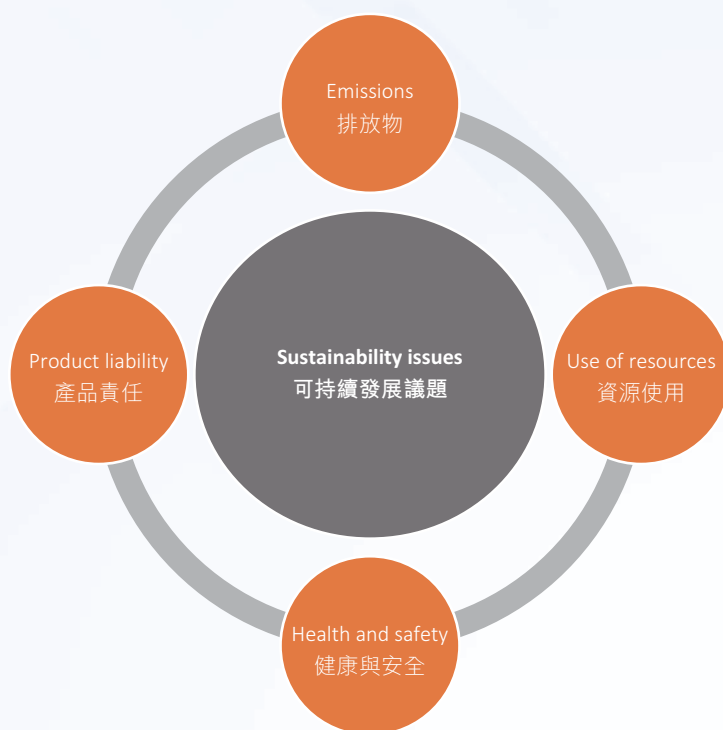 Emissions
排放物
Product liability
產品責任
Sustainability issues
可持續發展議題
Use of resources
資源使用
Health and safety
健康與安全